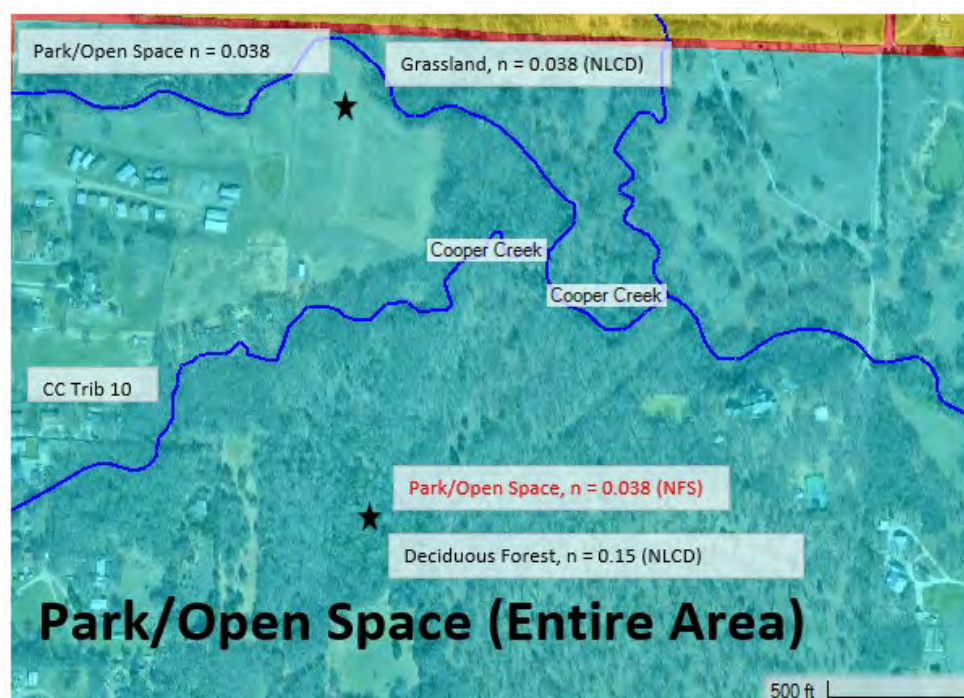 Park/Open Space n = 0.038
Grassland, n = 0.038 (NLCD)
Cooper Creek
Cooper Creek
CC Trib 10
Park/Open Space, n = 0.038 (NFS)
Deciduous Forest, n = 0.15 (NLCD)
Park/Open Space (Entire Area)
500 ft